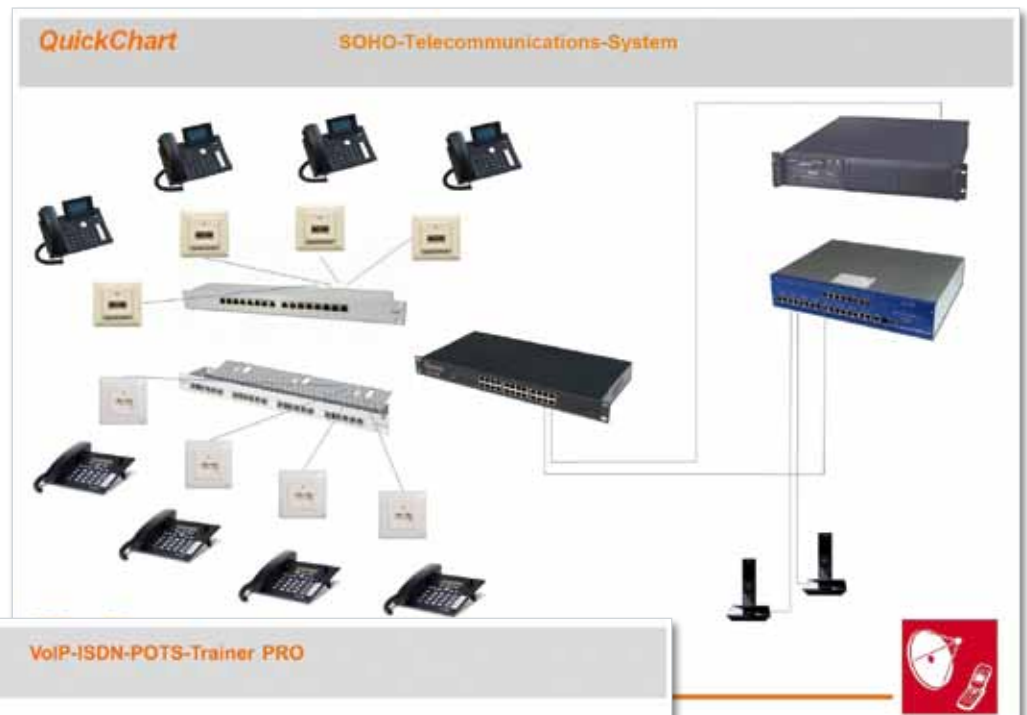 QuickChart
SOHO-Telecommunications-System
VoIP-ISDN-POTS-Trainer PRO